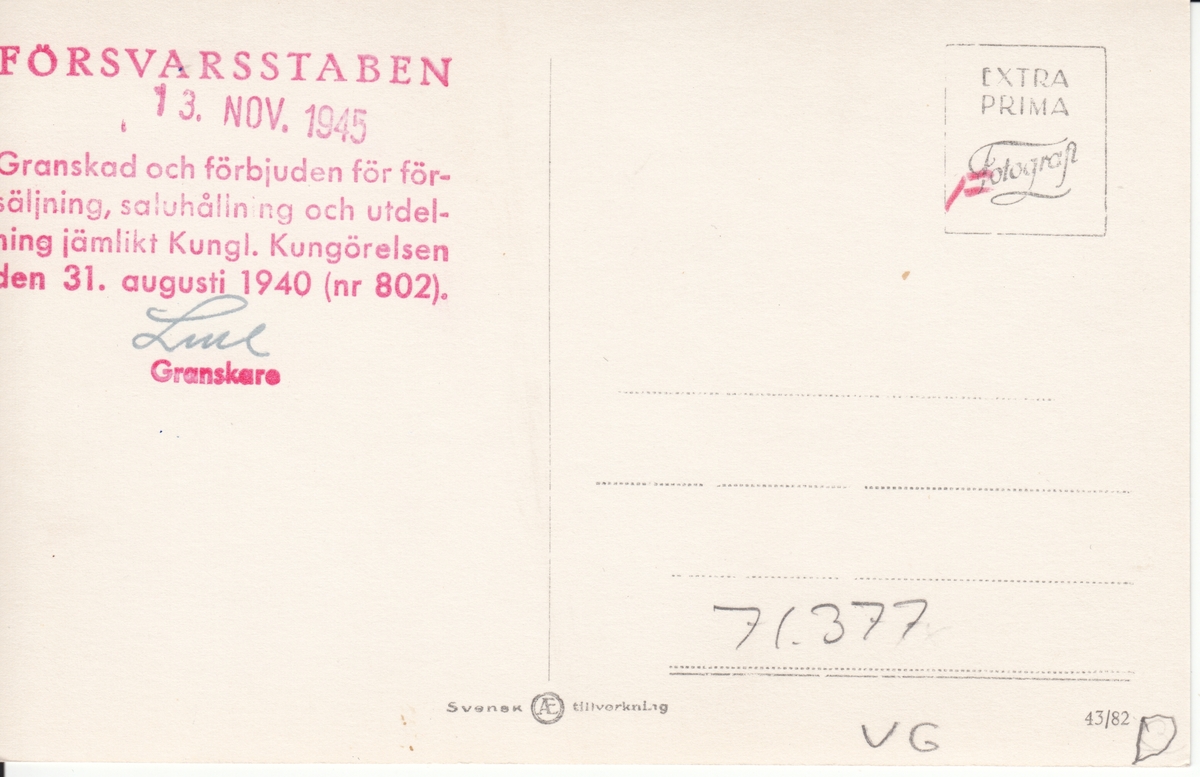 FÖRSVARSSTABEN
13. NOV. 1945
Granskad och förbjuden för för-
säljning, saluhållning och utdel-
ning jämlikt Kungl. Kungörelsen
den 31. augusti 1940 (nr 802).
Granskare
EXTRA
PRIMA
Fotografi
71.377
Svensk Æ tillverkning
43/82
VG